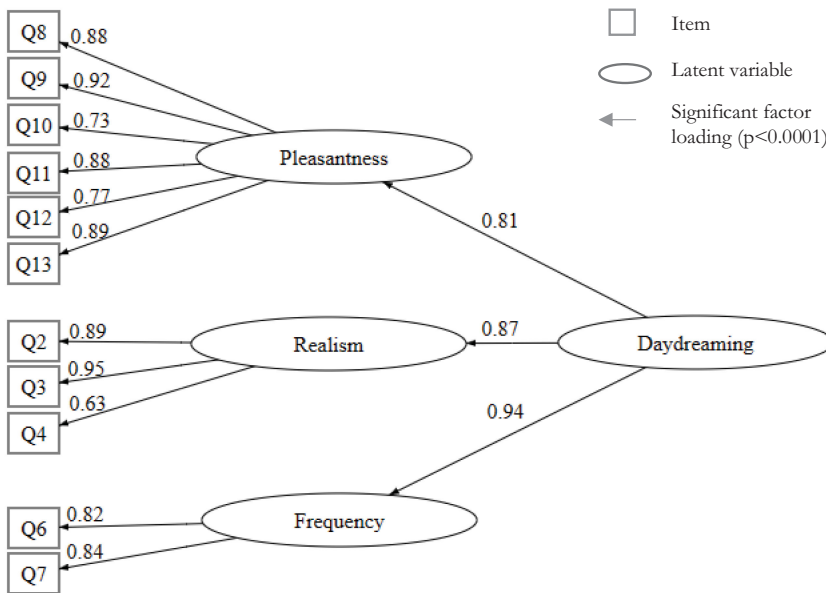 Q8
0.88
Item
Q9
0.92
Latent variable
Q10
0.73
Significant factor
loading (p<0.0001)
Q11
0.88
Pleasantness
Q12
0.77
Q13
0.89
0.81
Q2
0.89
Realism
0.87
Daydreaming
Q3
0.95
Q4
0.63
0.94
Q6
0.82
Frequency
Q7
0.84